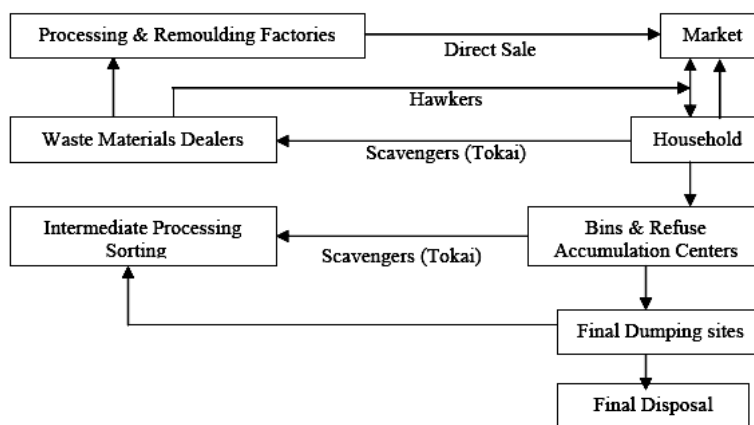 Processing & Remoulding Factories
Direct Sale
Market
Hawkers
Waste Materials Dealers
Scavengers (Tokai)
Household
Intermediate Processing
Sorting
Scavengers (Tokai)
Bins & Refuse
Accumulation Centers
Final Dumping sites
Final Disposal